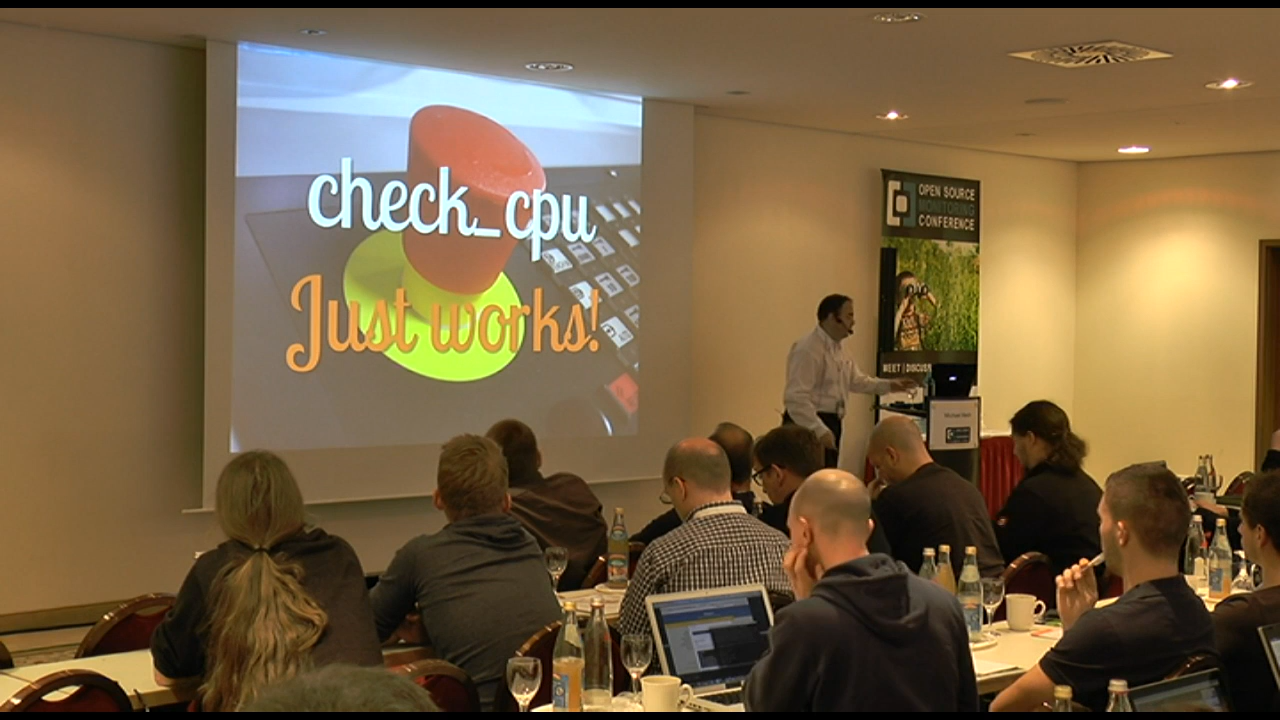 check_cpu
Just works!
OPEN SOURCE
MONITORING
CONFERENCE
MEET | DISCUSS